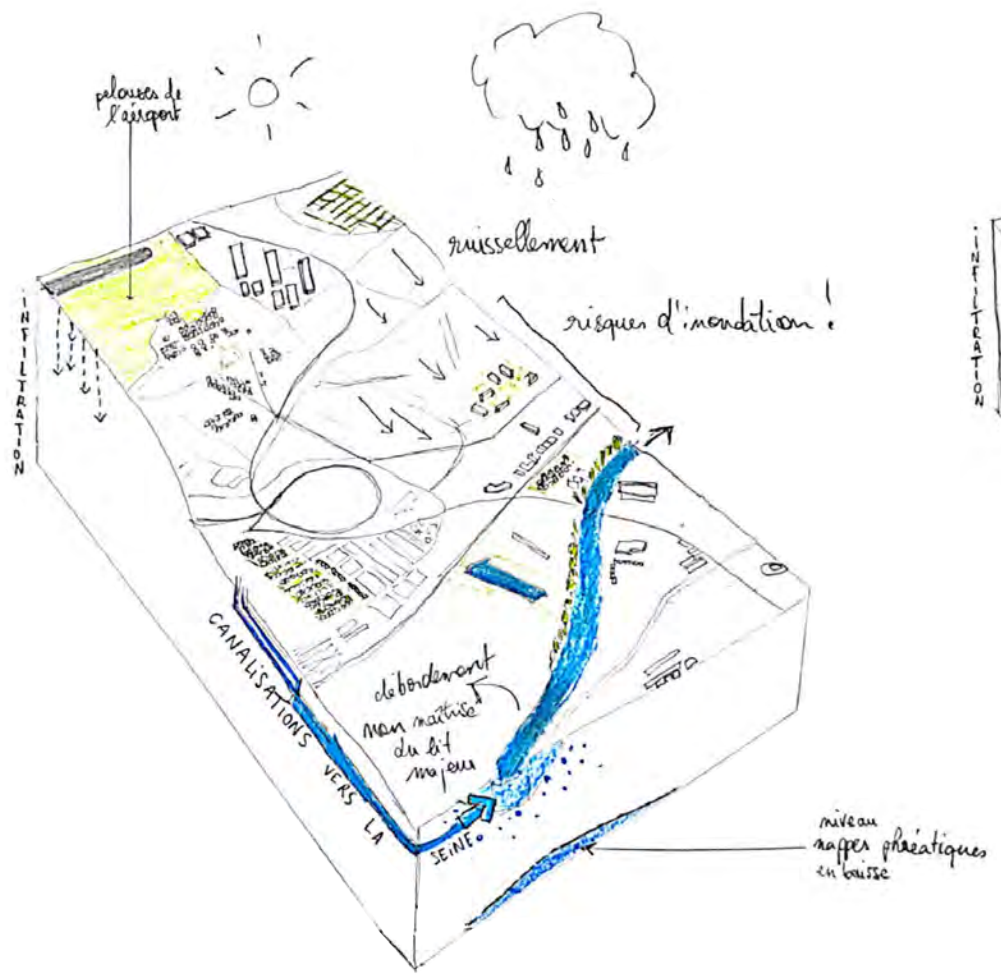 pelouses de
l'aéroport
ruissellement
risques d'inondation !
INFILTRATION
INFILTRATION
CANALISATIONS VERS LA SEINE.
débordement
non maîtrisé
du lit
majeur
niveau
nappes phréatiques
en baisse